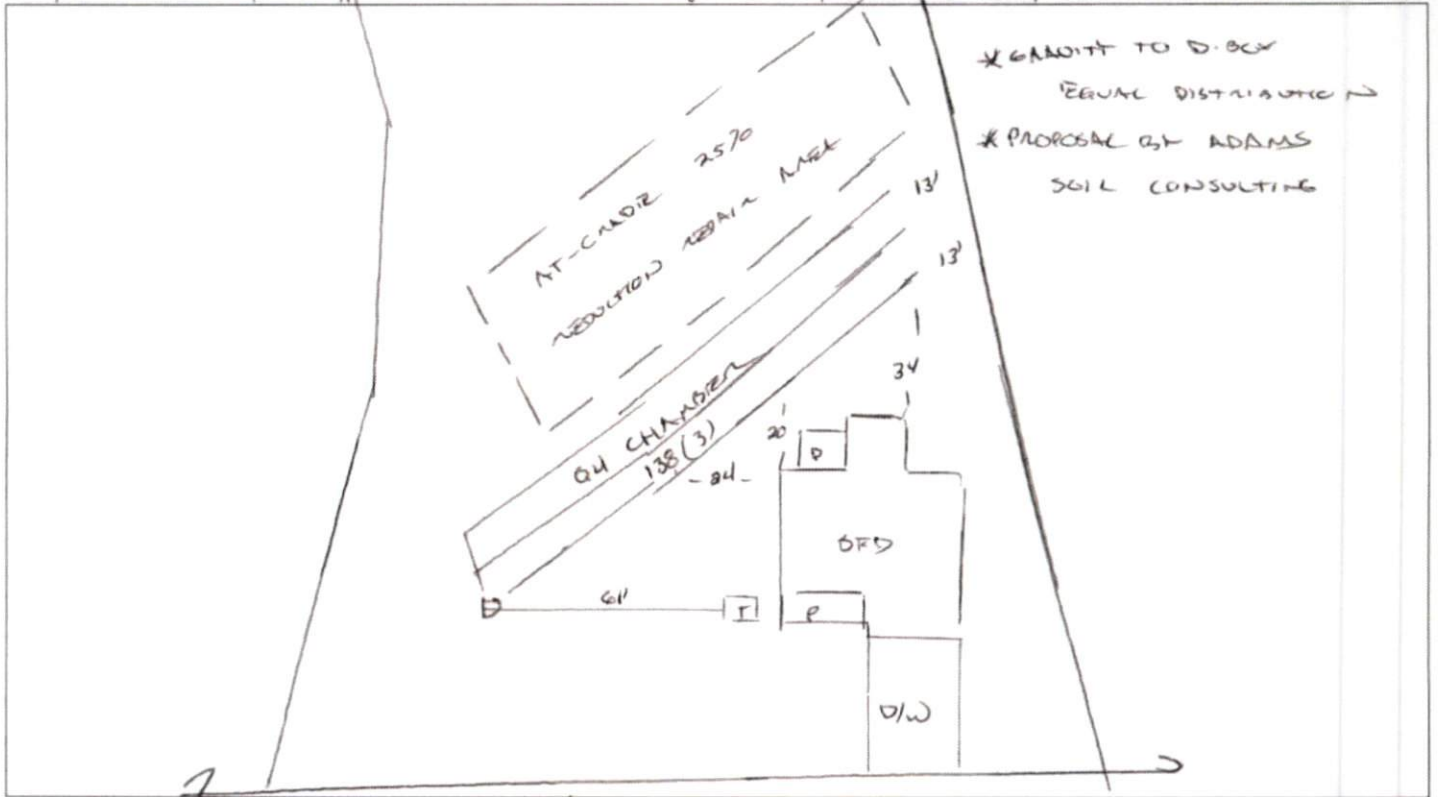 * GRAVITY TO D-BOX
EQUAL DISTRIBUTION
* PROPOSAL BY ADAMS
SOIL CONSULTING
AT-GRADE 25%
REDUCTION REPAIR AREA
13'
13'
34'
Q4 CHAMBER
138 (3)
20
D
-24-
SFD
D
61'
T
P
D/W